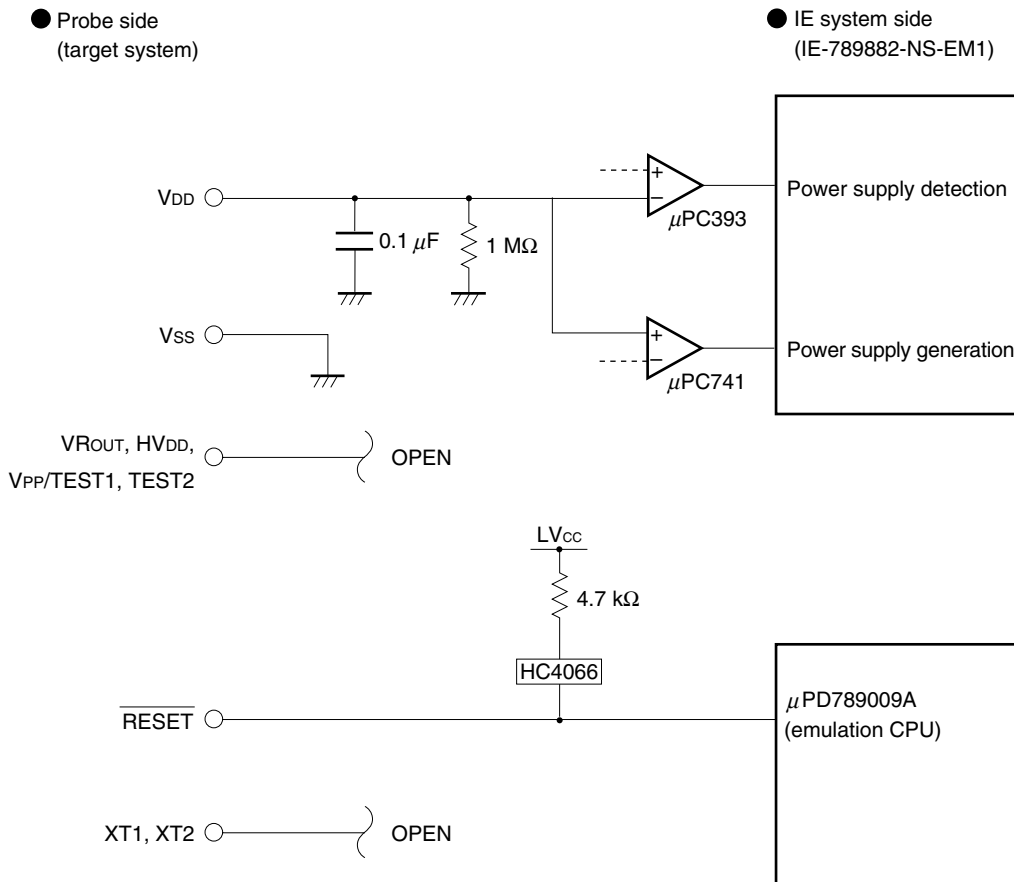 ● Probe side
(target system)
● IE system side
(IE-789882-NS-EM1)
VDD
0.1 μF
1 MΩ
+
−
μPC393
Power supply detection
VSS
+
−
μPC741
Power supply generation
VROUT, HVDD,
VPP/TEST1, TEST2
OPEN
LVCC
4.7 kΩ
HC4066
RESET
μPD789009A
(emulation CPU)
XT1, XT2
OPEN